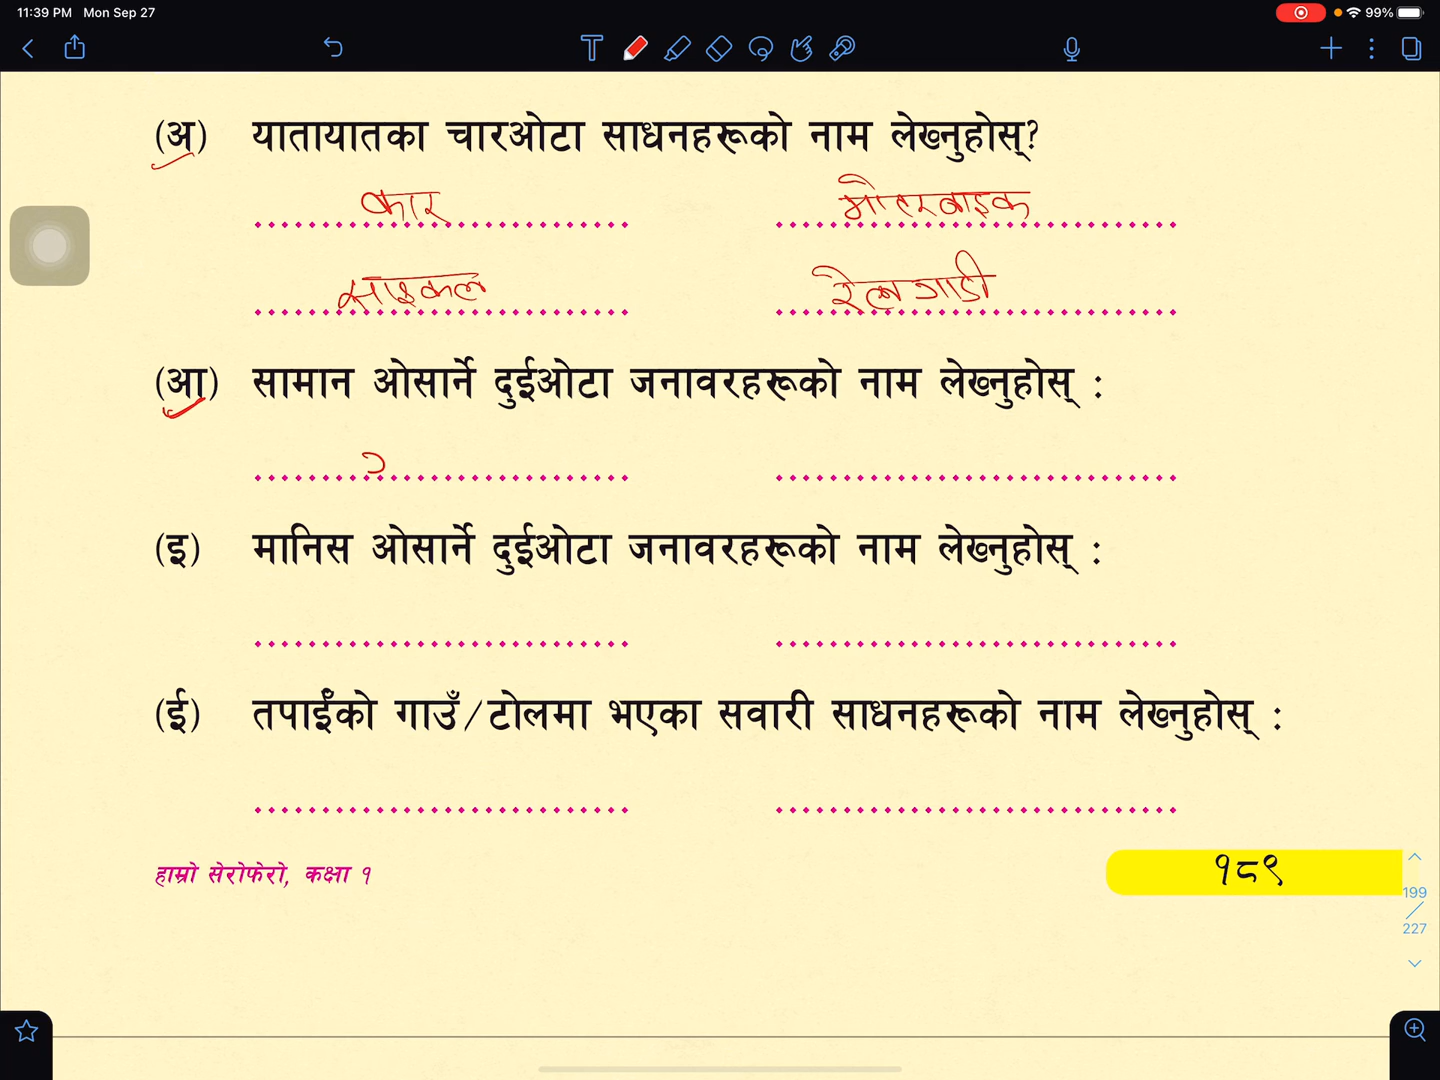 11:39 PM Mon Sep 27 99%
(अ) यातायातका चारओटा साधनहरूको नाम लेख्नुहोस्?
कार मोटरबाइक
साइकल रेलगाडी
(आ) सामान ओसार्ने दुईओटा जनावरहरूको नाम लेख्नुहोस् :
(इ) मानिस ओसार्ने दुईओटा जनावरहरूको नाम लेख्नुहोस् :
(ई) तपाईँको गाउँ/टोलमा भएका सवारी साधनहरूको नाम लेख्नुहोस् :
हाम्रो सेरोफेरो, कक्षा १ १८९
199
/
227